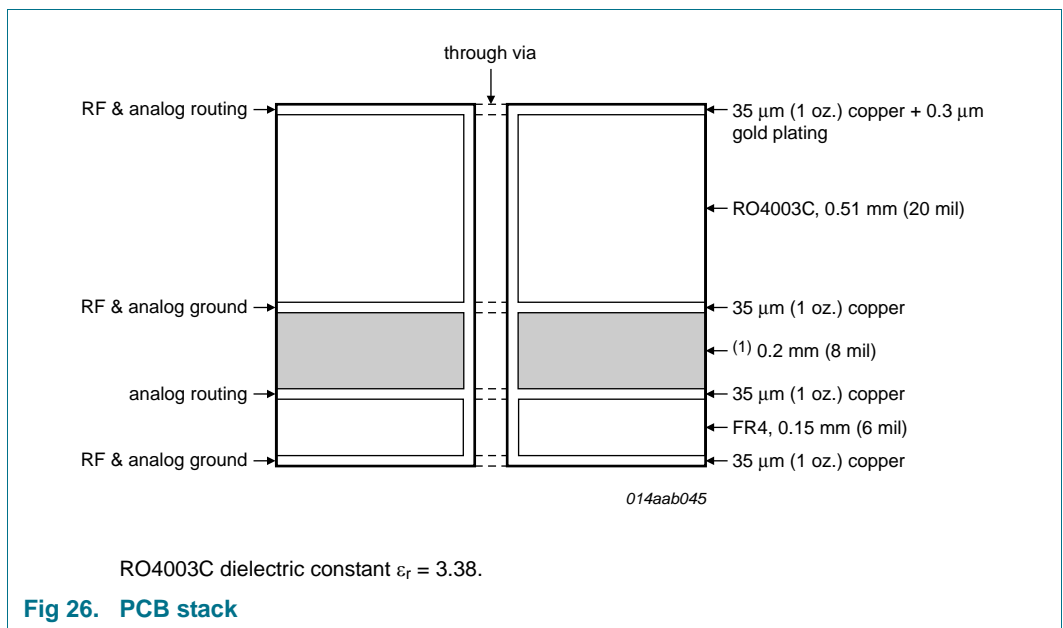 through via
RF & analog routing
35 μm (1 oz.) copper + 0.3 μm
gold plating
RO4003C, 0.51 mm (20 mil)
RF & analog ground
35 μm (1 oz.) copper
(1) 0.2 mm (8 mil)
analog routing
35 μm (1 oz.) copper
FR4, 0.15 mm (6 mil)
RF & analog ground
35 μm (1 oz.) copper
014aab045
RO4003C dielectric constant εr = 3.38.
Fig 26. PCB stack